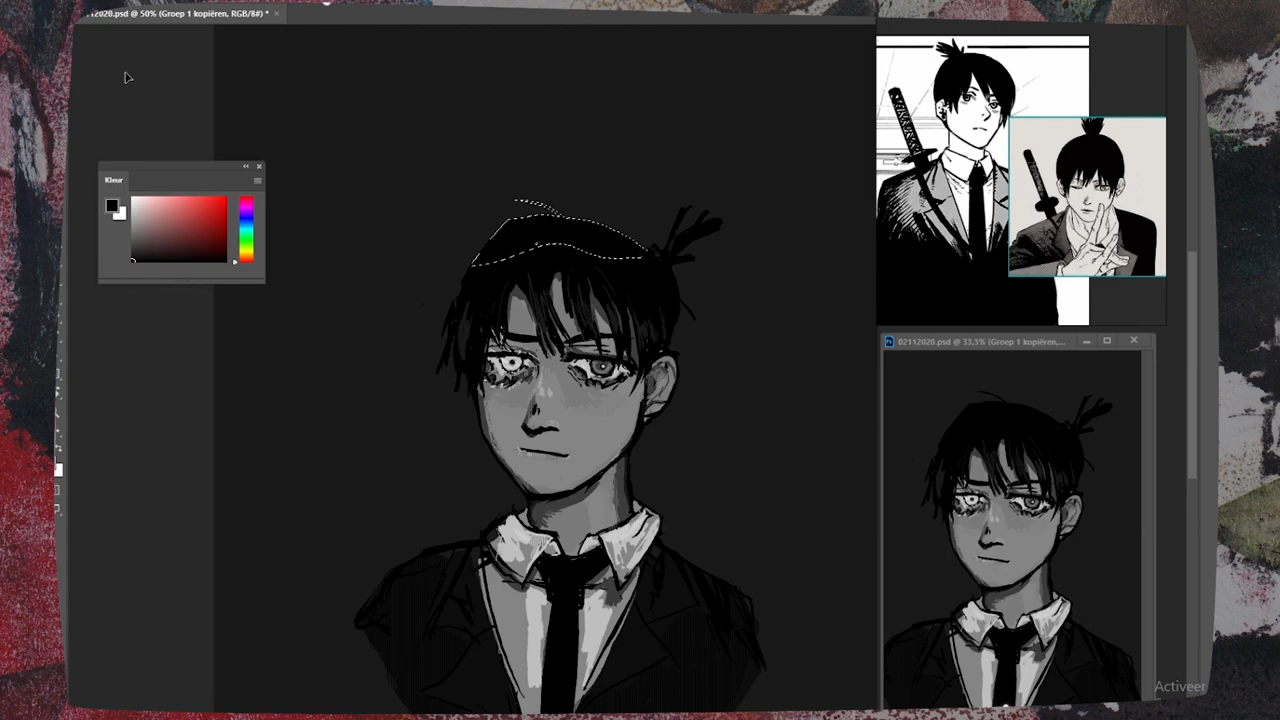 112020.psd @ 50% (Groep 1 kopiëren, RGB/8#) *
Kleur
02112020.psd @ 33,3% (Groep 1 kopiëren,...
Activeer